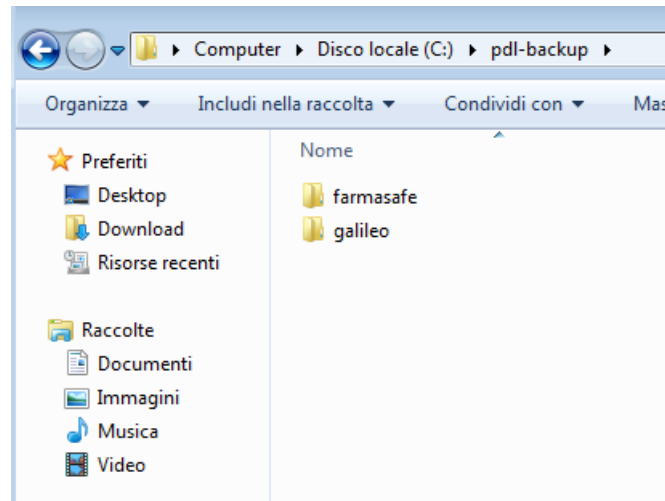 Computer Disco locale (C:) pdl-backup
Organizza Includi nella raccolta Condividi con Mas
Nome
Preferiti
Desktop
Download
Risorse recenti
Raccolte
Documenti
Immagini
Musica
Video
farmasafe
galileo